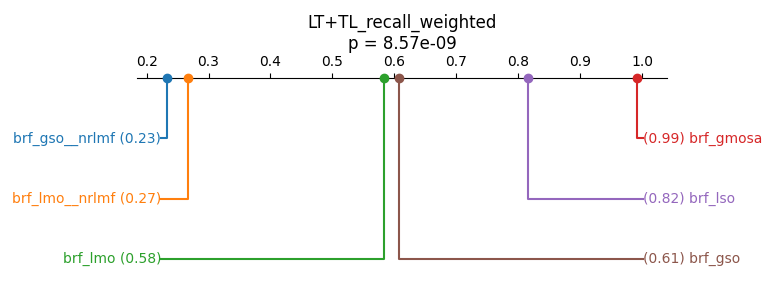 LT+TL_recall_weighted
p = 8.57e-09
0.2 0.3 0.4 0.5 0.6 0.7 0.8 0.9 1.0
brf_gso__nrlmf (0.23) (0.99) brf_gmosa
brf_lmo__nrlmf (0.27) (0.82) brf_lso
brf_lmo (0.58) (0.61) brf_gso